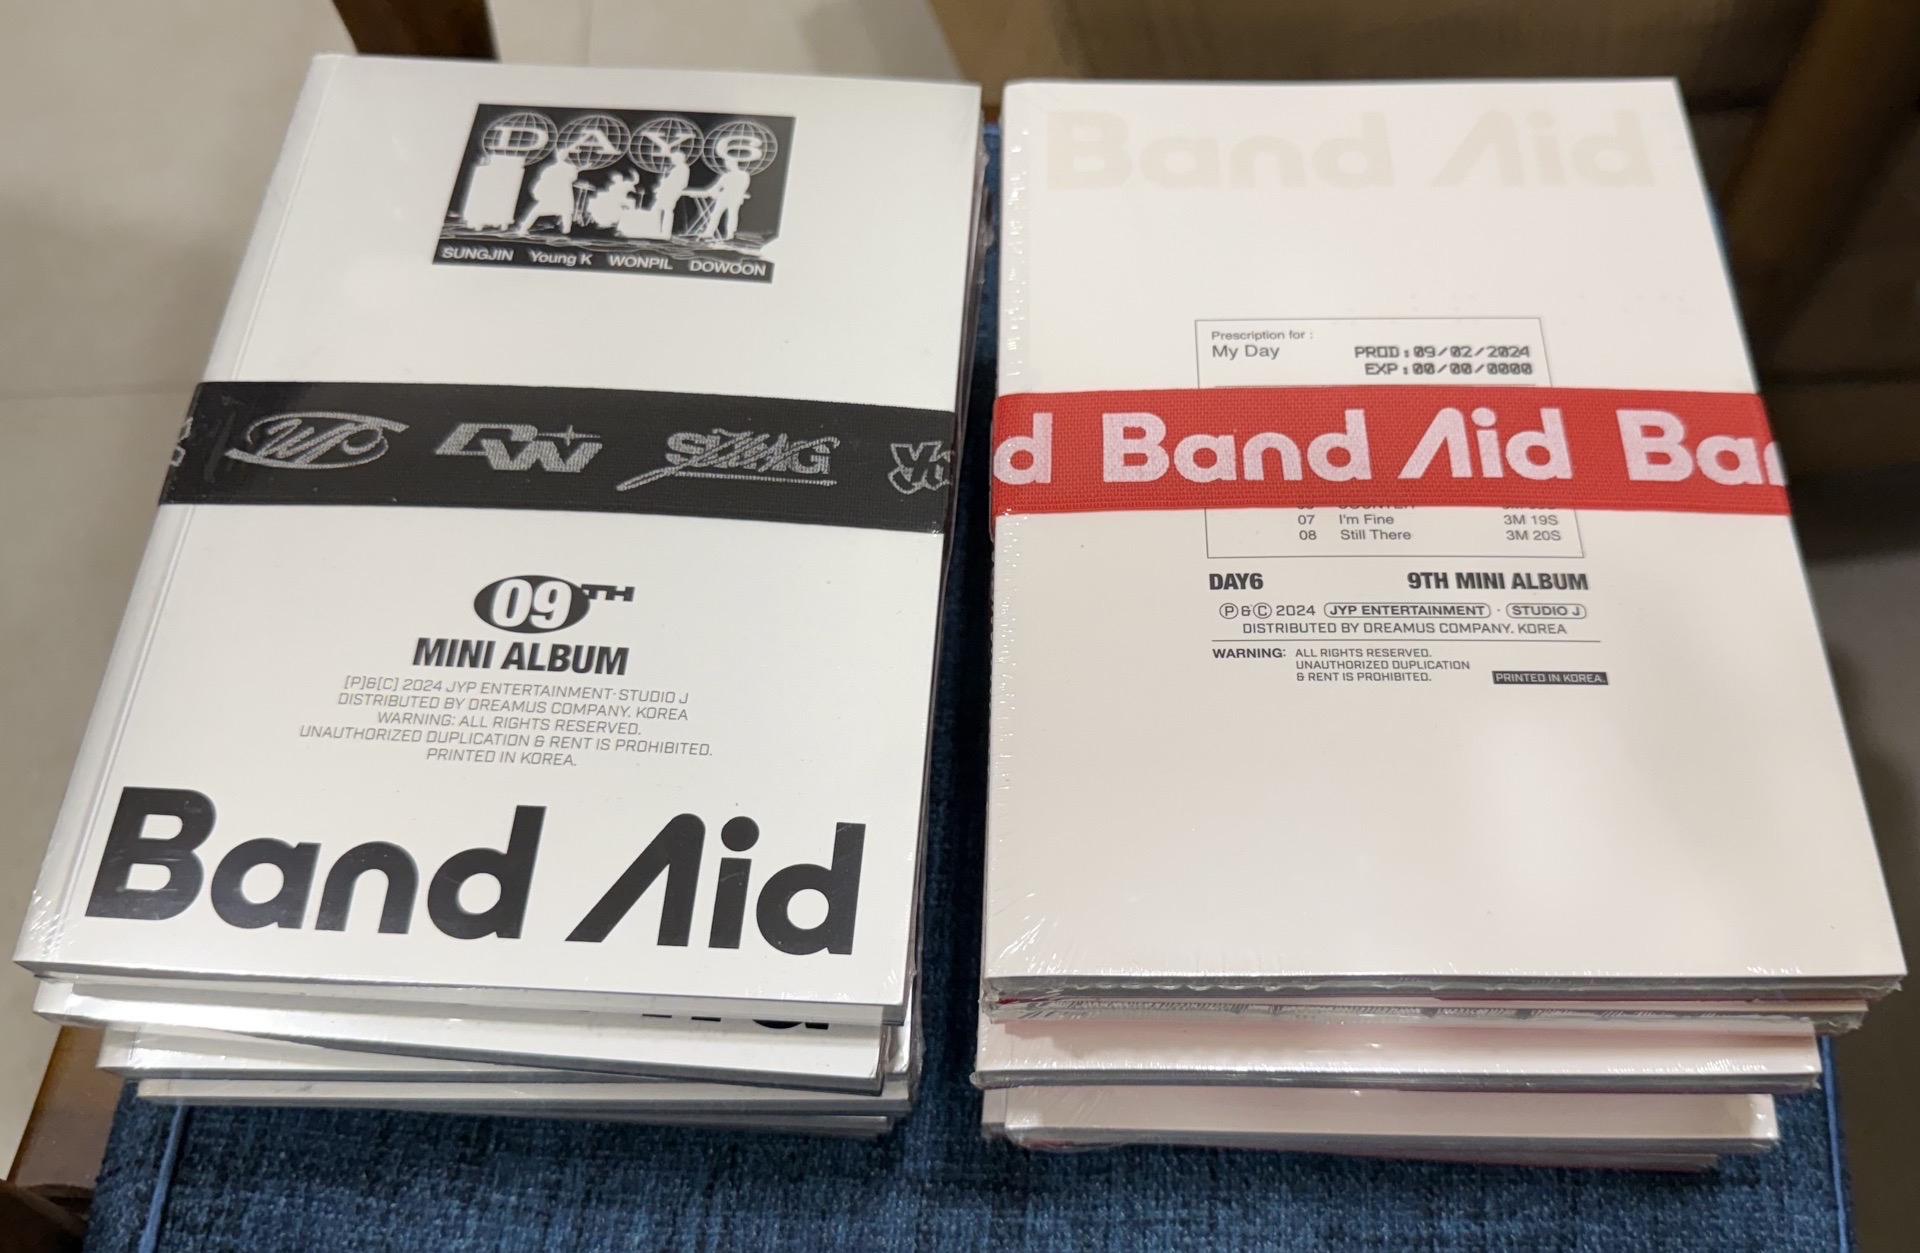 DAY6
SUNGJIN Young K WONPIL DOWOON
WP DW SUNG
09TH
MINI ALBUM
[P]&[C] 2024 JYP ENTERTAINMENT·STUDIO J
DISTRIBUTED BY DREAMUS COMPANY. KOREA
WARNING: ALL RIGHTS RESERVED.
UNAUTHORIZED DUPLICATION & RENT IS PROHIBITED.
PRINTED IN KOREA.
Band Aid
Band Aid
Prescription for :
My Day
PROD:09/02/2024
EXP:00/00/0000
d Band Aid Ban
07 I'm Fine 3M 19S
08 Still There 3M 20S
DAY6 9TH MINI ALBUM
Ⓟ&Ⓒ 2024 JYP ENTERTAINMENT · STUDIO J
DISTRIBUTED BY DREAMUS COMPANY. KOREA
WARNING: ALL RIGHTS RESERVED.
UNAUTHORIZED DUPLICATION
& RENT IS PROHIBITED.
PRINTED IN KOREA.